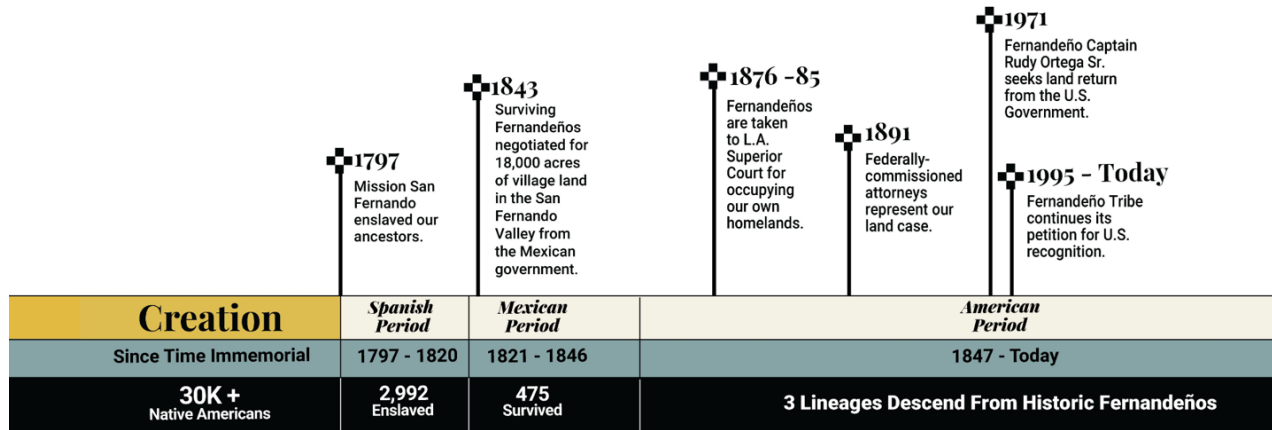 1797
Mission San
Fernando
enslaved our
ancestors.
1843
Surviving
Fernandeños
negotiated for
18,000 acres
of village land
in the San
Fernando
Valley from
the Mexican
government.
1876 -85
Fernandeños
are taken
to L.A.
Superior
Court for
occupying
our own
homelands.
1891
Federally-
commissioned
attorneys
represent our
land case.
1971
Fernandeño Captain
Rudy Ortega Sr.
seeks land return
from the U.S.
Government.
1995 - Today
Fernandeño Tribe
continues its
petition for U.S.
recognition.
Creation
Spanish
Period
Mexican
Period
American
Period
Since Time Immemorial
1797 - 1820
1821 - 1846
1847 - Today
30K +
Native Americans
2,992
Enslaved
475
Survived
3 Lineages Descend From Historic Fernandeños